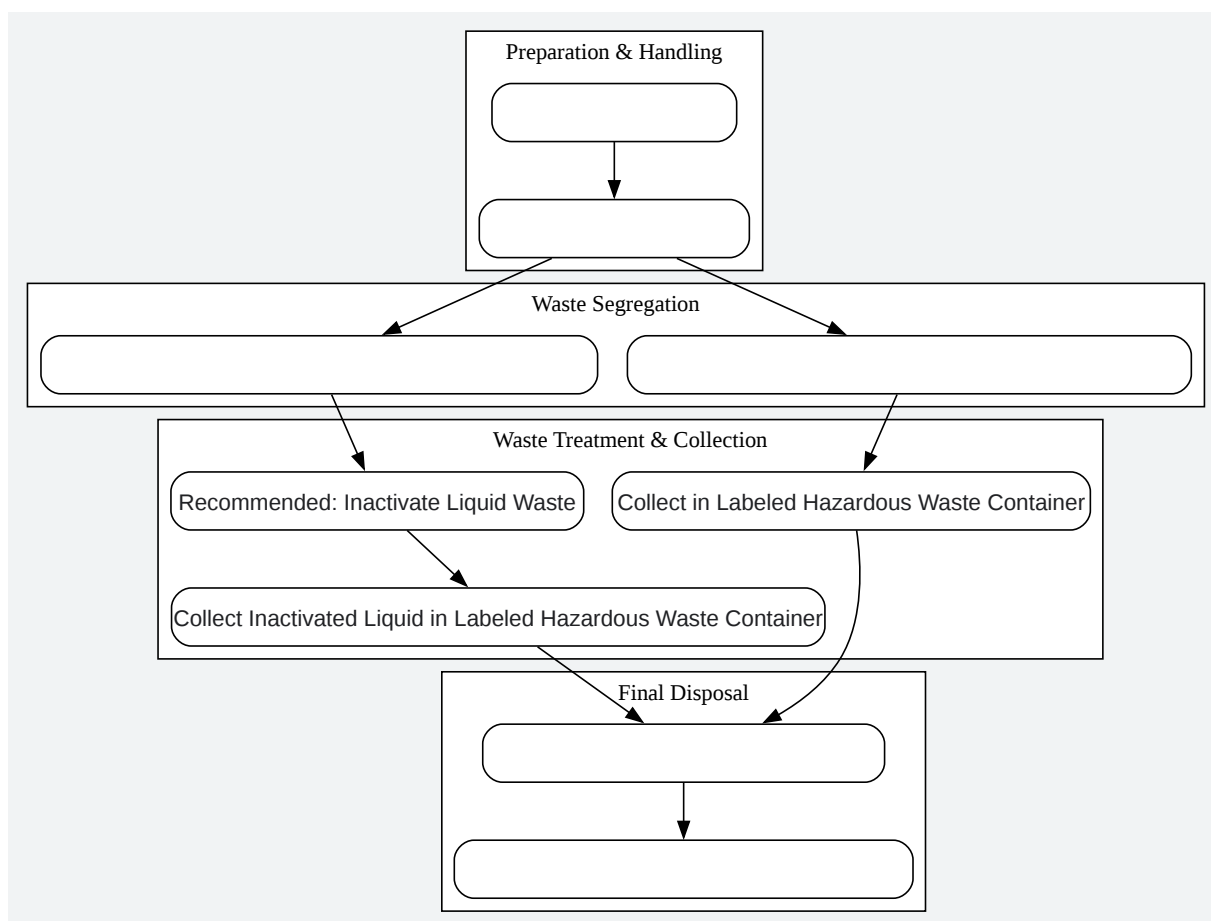 Preparation & Handling
Waste Segregation
Waste Treatment & Collection
Recommended: Inactivate Liquid Waste
Collect in Labeled Hazardous Waste Container
Collect Inactivated Liquid in Labeled Hazardous Waste Container
Final Disposal